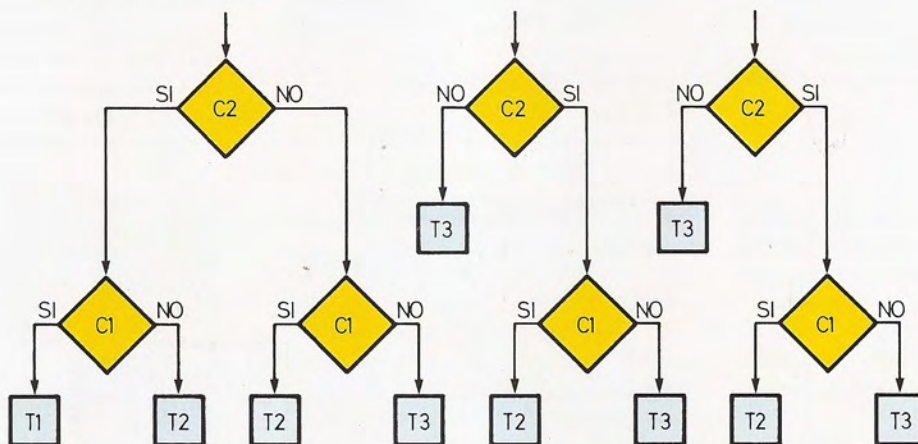 SI C2 NO NO C2 SI NO C2 SI
T3 T3
SI C1 NO SI C1 NO SI C1 NO SI C1 NO
T1 T2 T2 T3 T2 T3 T2 T3